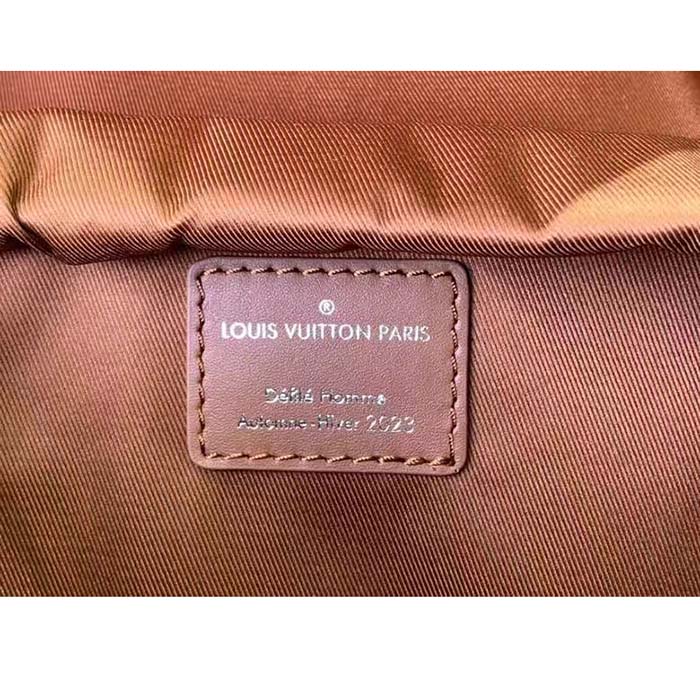 ®
LOUIS VUITTON PARIS
Défilé Homme
Automne-Hiver 2023